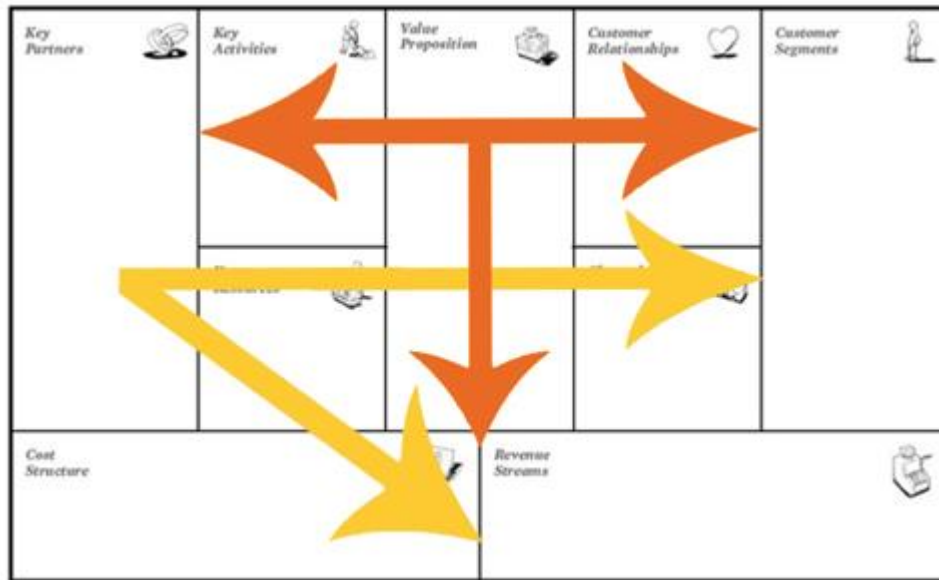 Key
Partners
Key
Activities
Value
Proposition
Customer
Relationships
Customer
Segments
Cost
Structure
Revenue
Streams